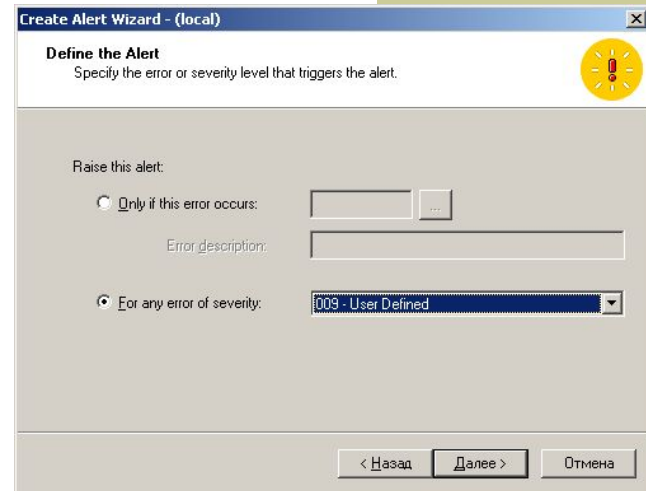 Create Alert Wizard - (local)
Define the Alert
Specify the error or severity level that triggers the alert.
Raise this alert:
Only if this error occurs:
...
Error description:
For any error of severity:
009 - User Defined
< Назад
Далее >
Отмена